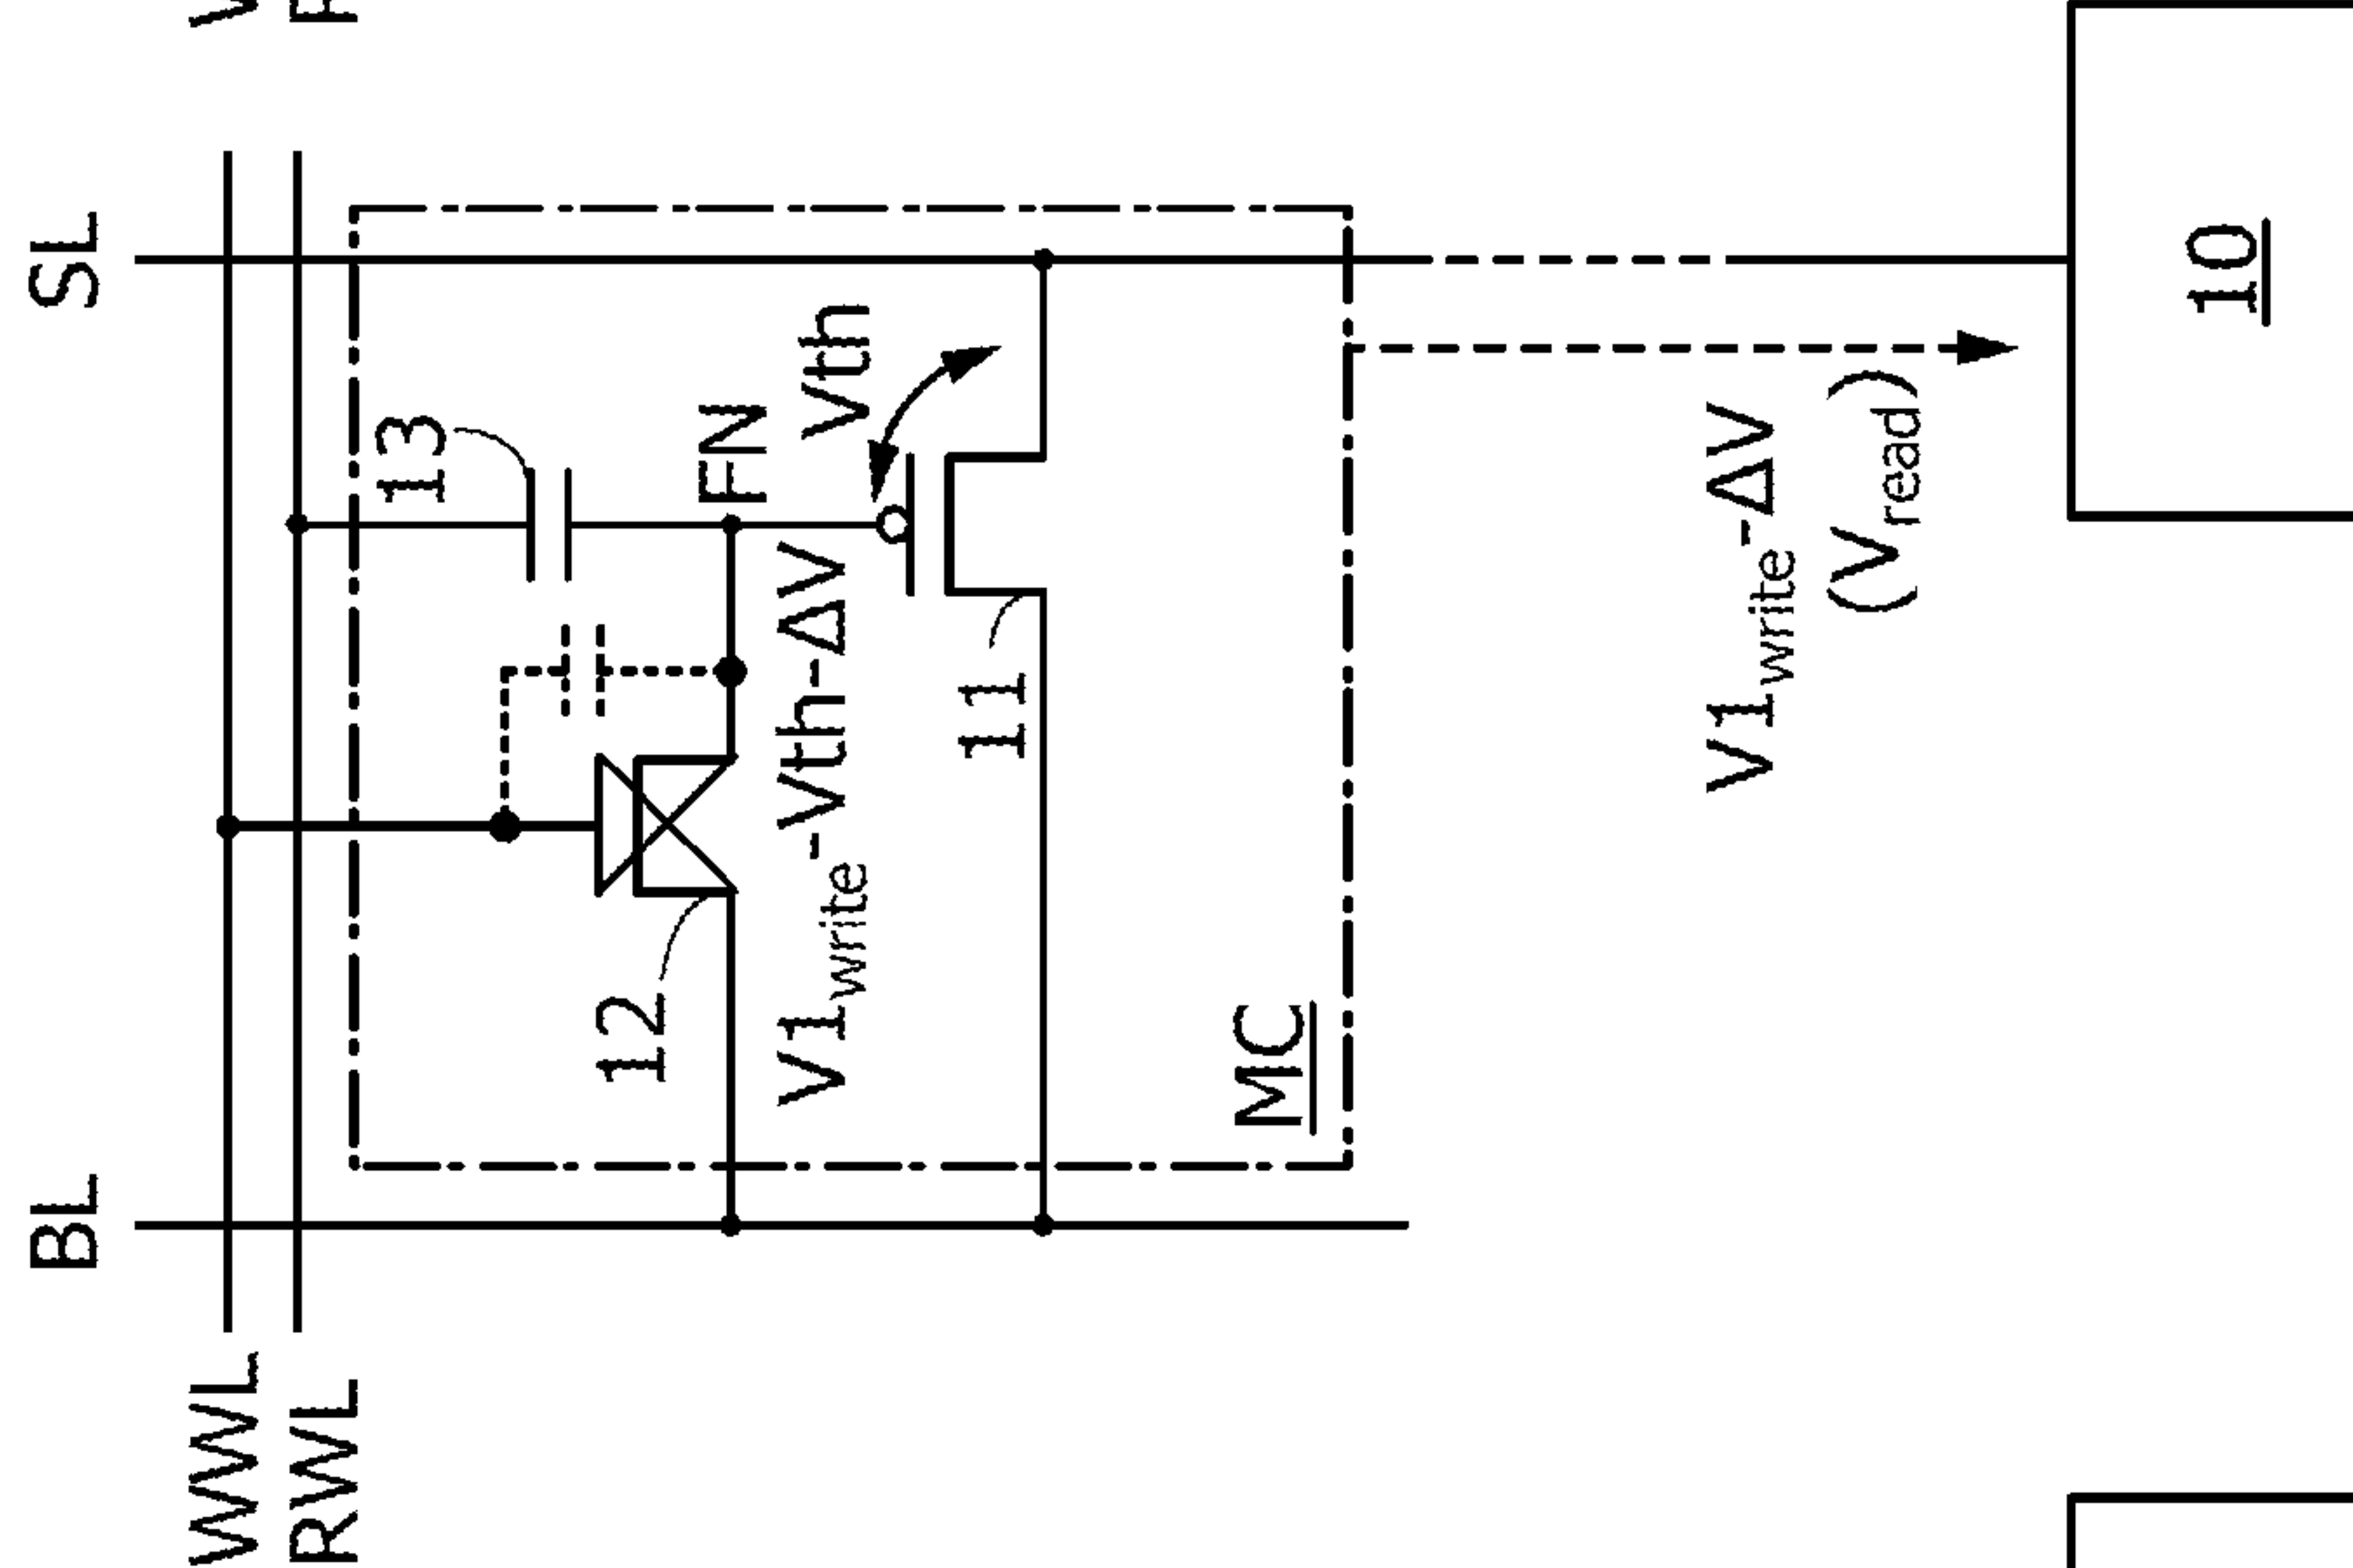 BL
SL
WWL
RWL
13
12
FN
V1write-Vth-ΔV
Vth
11
MC
V1write-ΔV
(Vread)
10